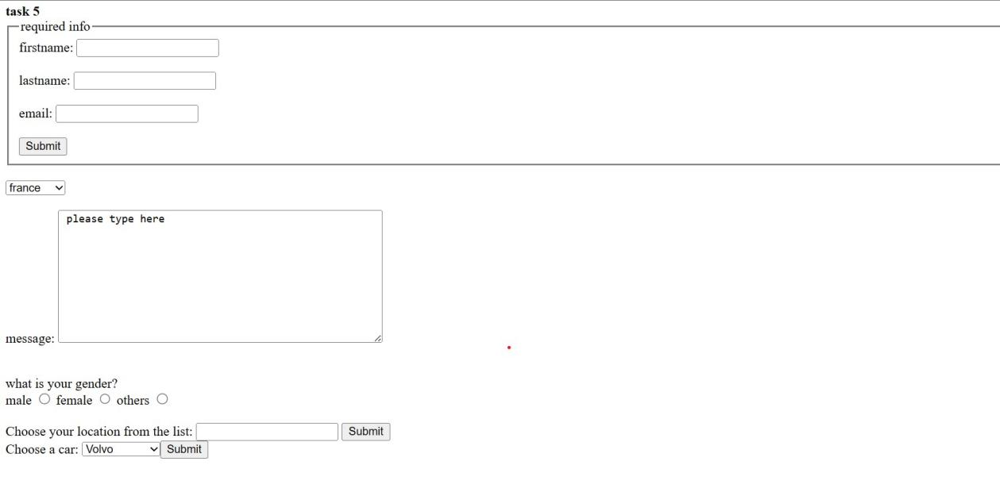 task 5
required info
firstname:
lastname:
email:
Submit
france
please type here
message:
what is your gender?
male female others
Choose your location from the list: Submit
Choose a car: Volvo Submit